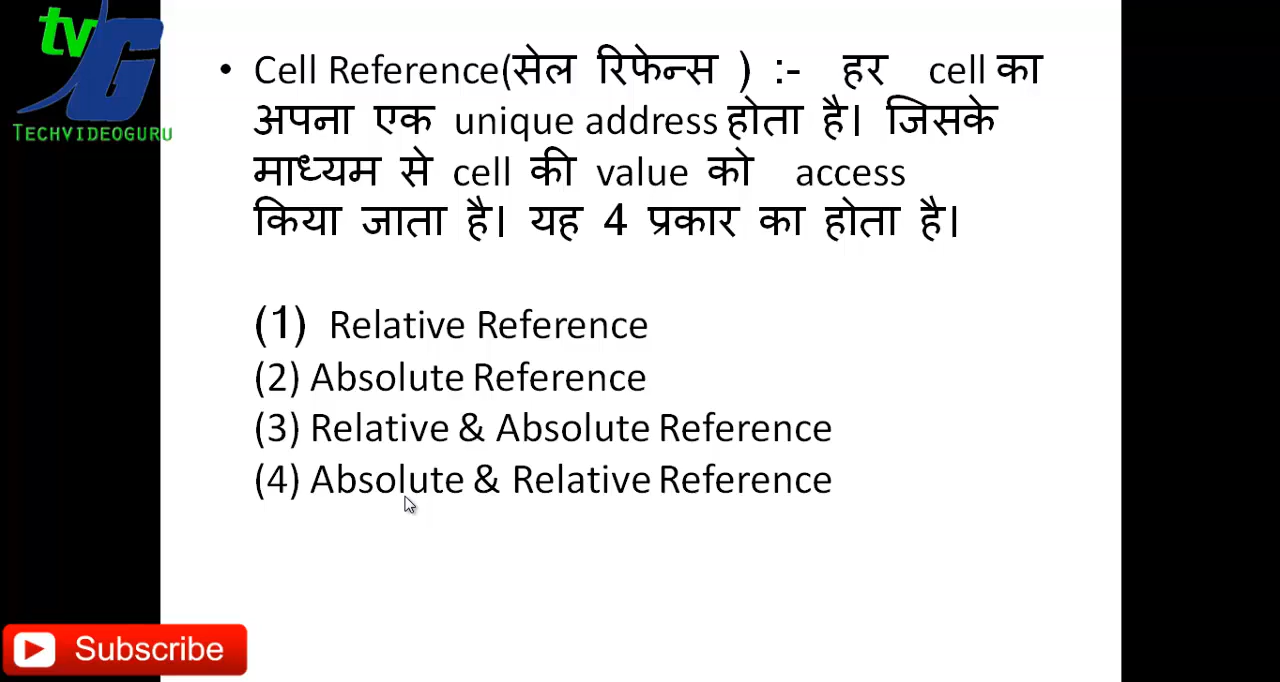 tv
G
TECHVIDEOGURU
• Cell Reference(सेल रिफेन्स ) :- हर cell का
अपना एक unique address होता है। जिसके
माध्यम से cell की value को access
किया जाता है। यह 4 प्रकार का होता है।
(1) Relative Reference
(2) Absolute Reference
(3) Relative & Absolute Reference
(4) Absolute & Relative Reference
Subscribe